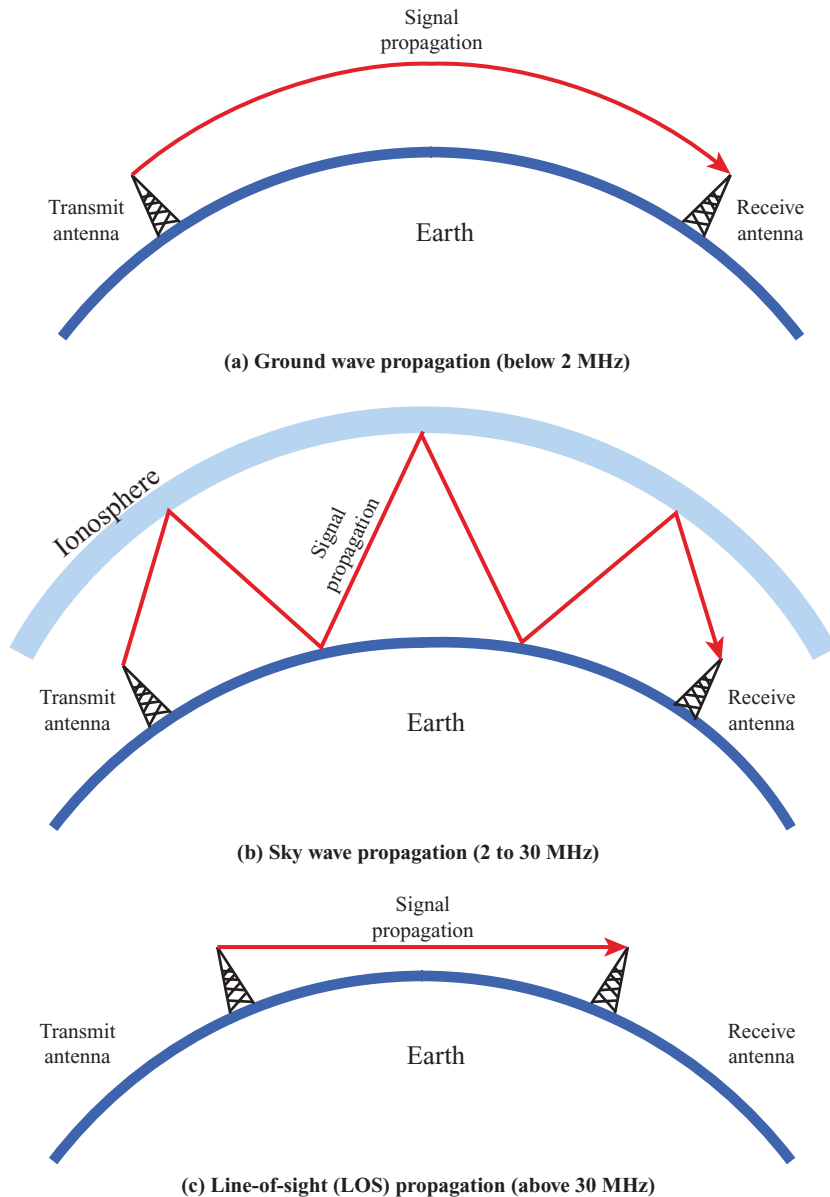 Signal
propagation
Transmit
antenna
Receive
antenna
Earth
(a) Ground wave propagation (below 2 MHz)
Ionosphere
Signal
propagation
Transmit
antenna
Receive
antenna
Earth
(b) Sky wave propagation (2 to 30 MHz)
Signal
propagation
Transmit
antenna
Receive
antenna
Earth
(c) Line-of-sight (LOS) propagation (above 30 MHz)